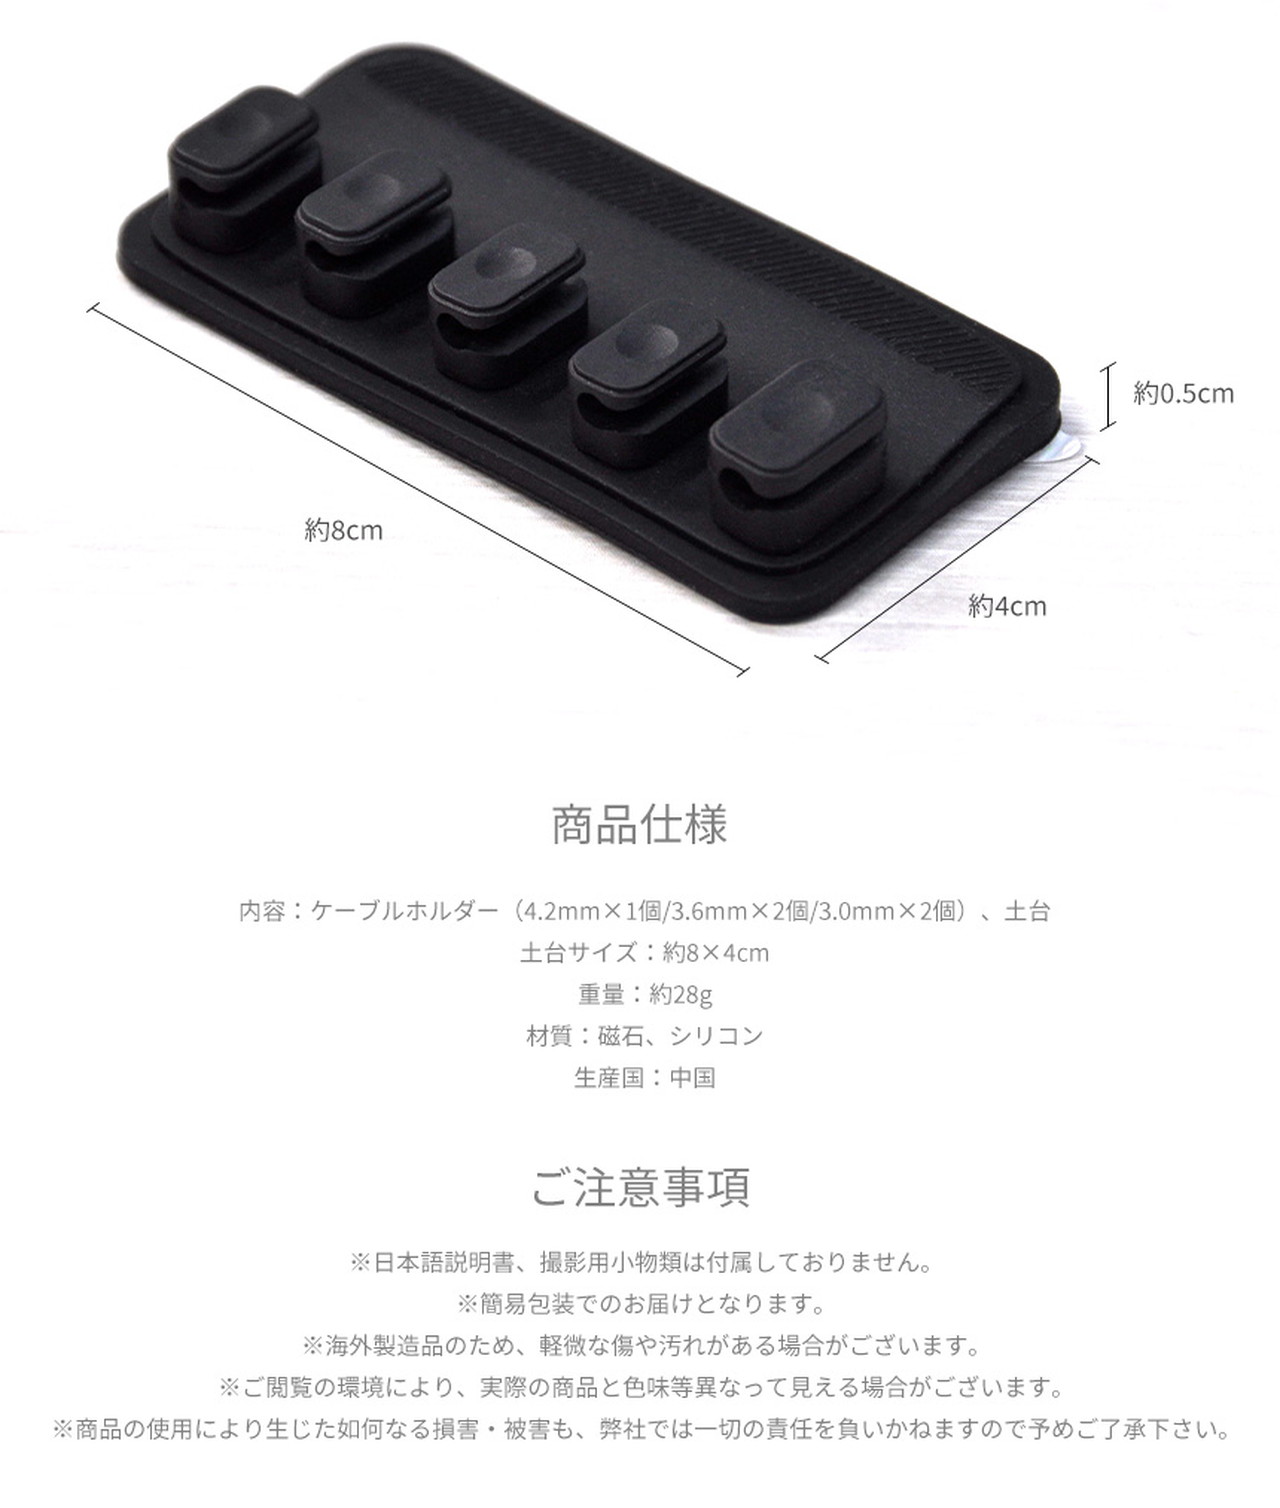 約0.5cm
約8cm
約4cm
商品仕様
内容：ケーブルホルダー（4.2mm×1個/3.6mm×2個/3.0mm×2個）、土台
土台サイズ：約8×4cm
重量：約28g
材質：磁石、シリコン
生産国：中国
ご注意事項
※日本語説明書、撮影用小物類は付属しておりません。
※簡易包装でのお届けとなります。
※海外製造品のため、軽微な傷や汚れがある場合がございます。
※ご閲覧の環境により、実際の商品と色味等異なって見える場合がございます。
※商品の使用により生じた如何なる損害・被害も、弊社では一切の責任を負いかねますので予めご了承下さい。